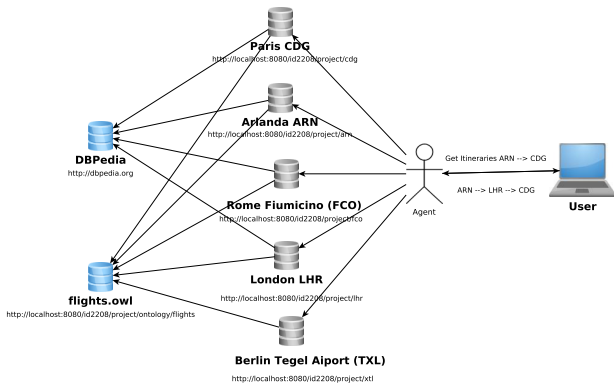 Paris CDG
http://localhost:8080/id2208/project/cdg
Arlanda ARN
http://localhost:8080/id2208/project/arn
DBPedia
http://dbpedia.org
Get Itineraries ARN --> CDG
ARN --> LHR --> CDG
Rome Fiumicino (FCO)
http://localhost:8080/id2208/project/fco
Agent
User
London LHR
http://localhost:8080/id2208/project/lhr
flights.owl
http://localhost:8080/id2208/project/ontology/flights
Berlin Tegel Aiport (TXL)
http://localhost:8080/id2208/project/xtl